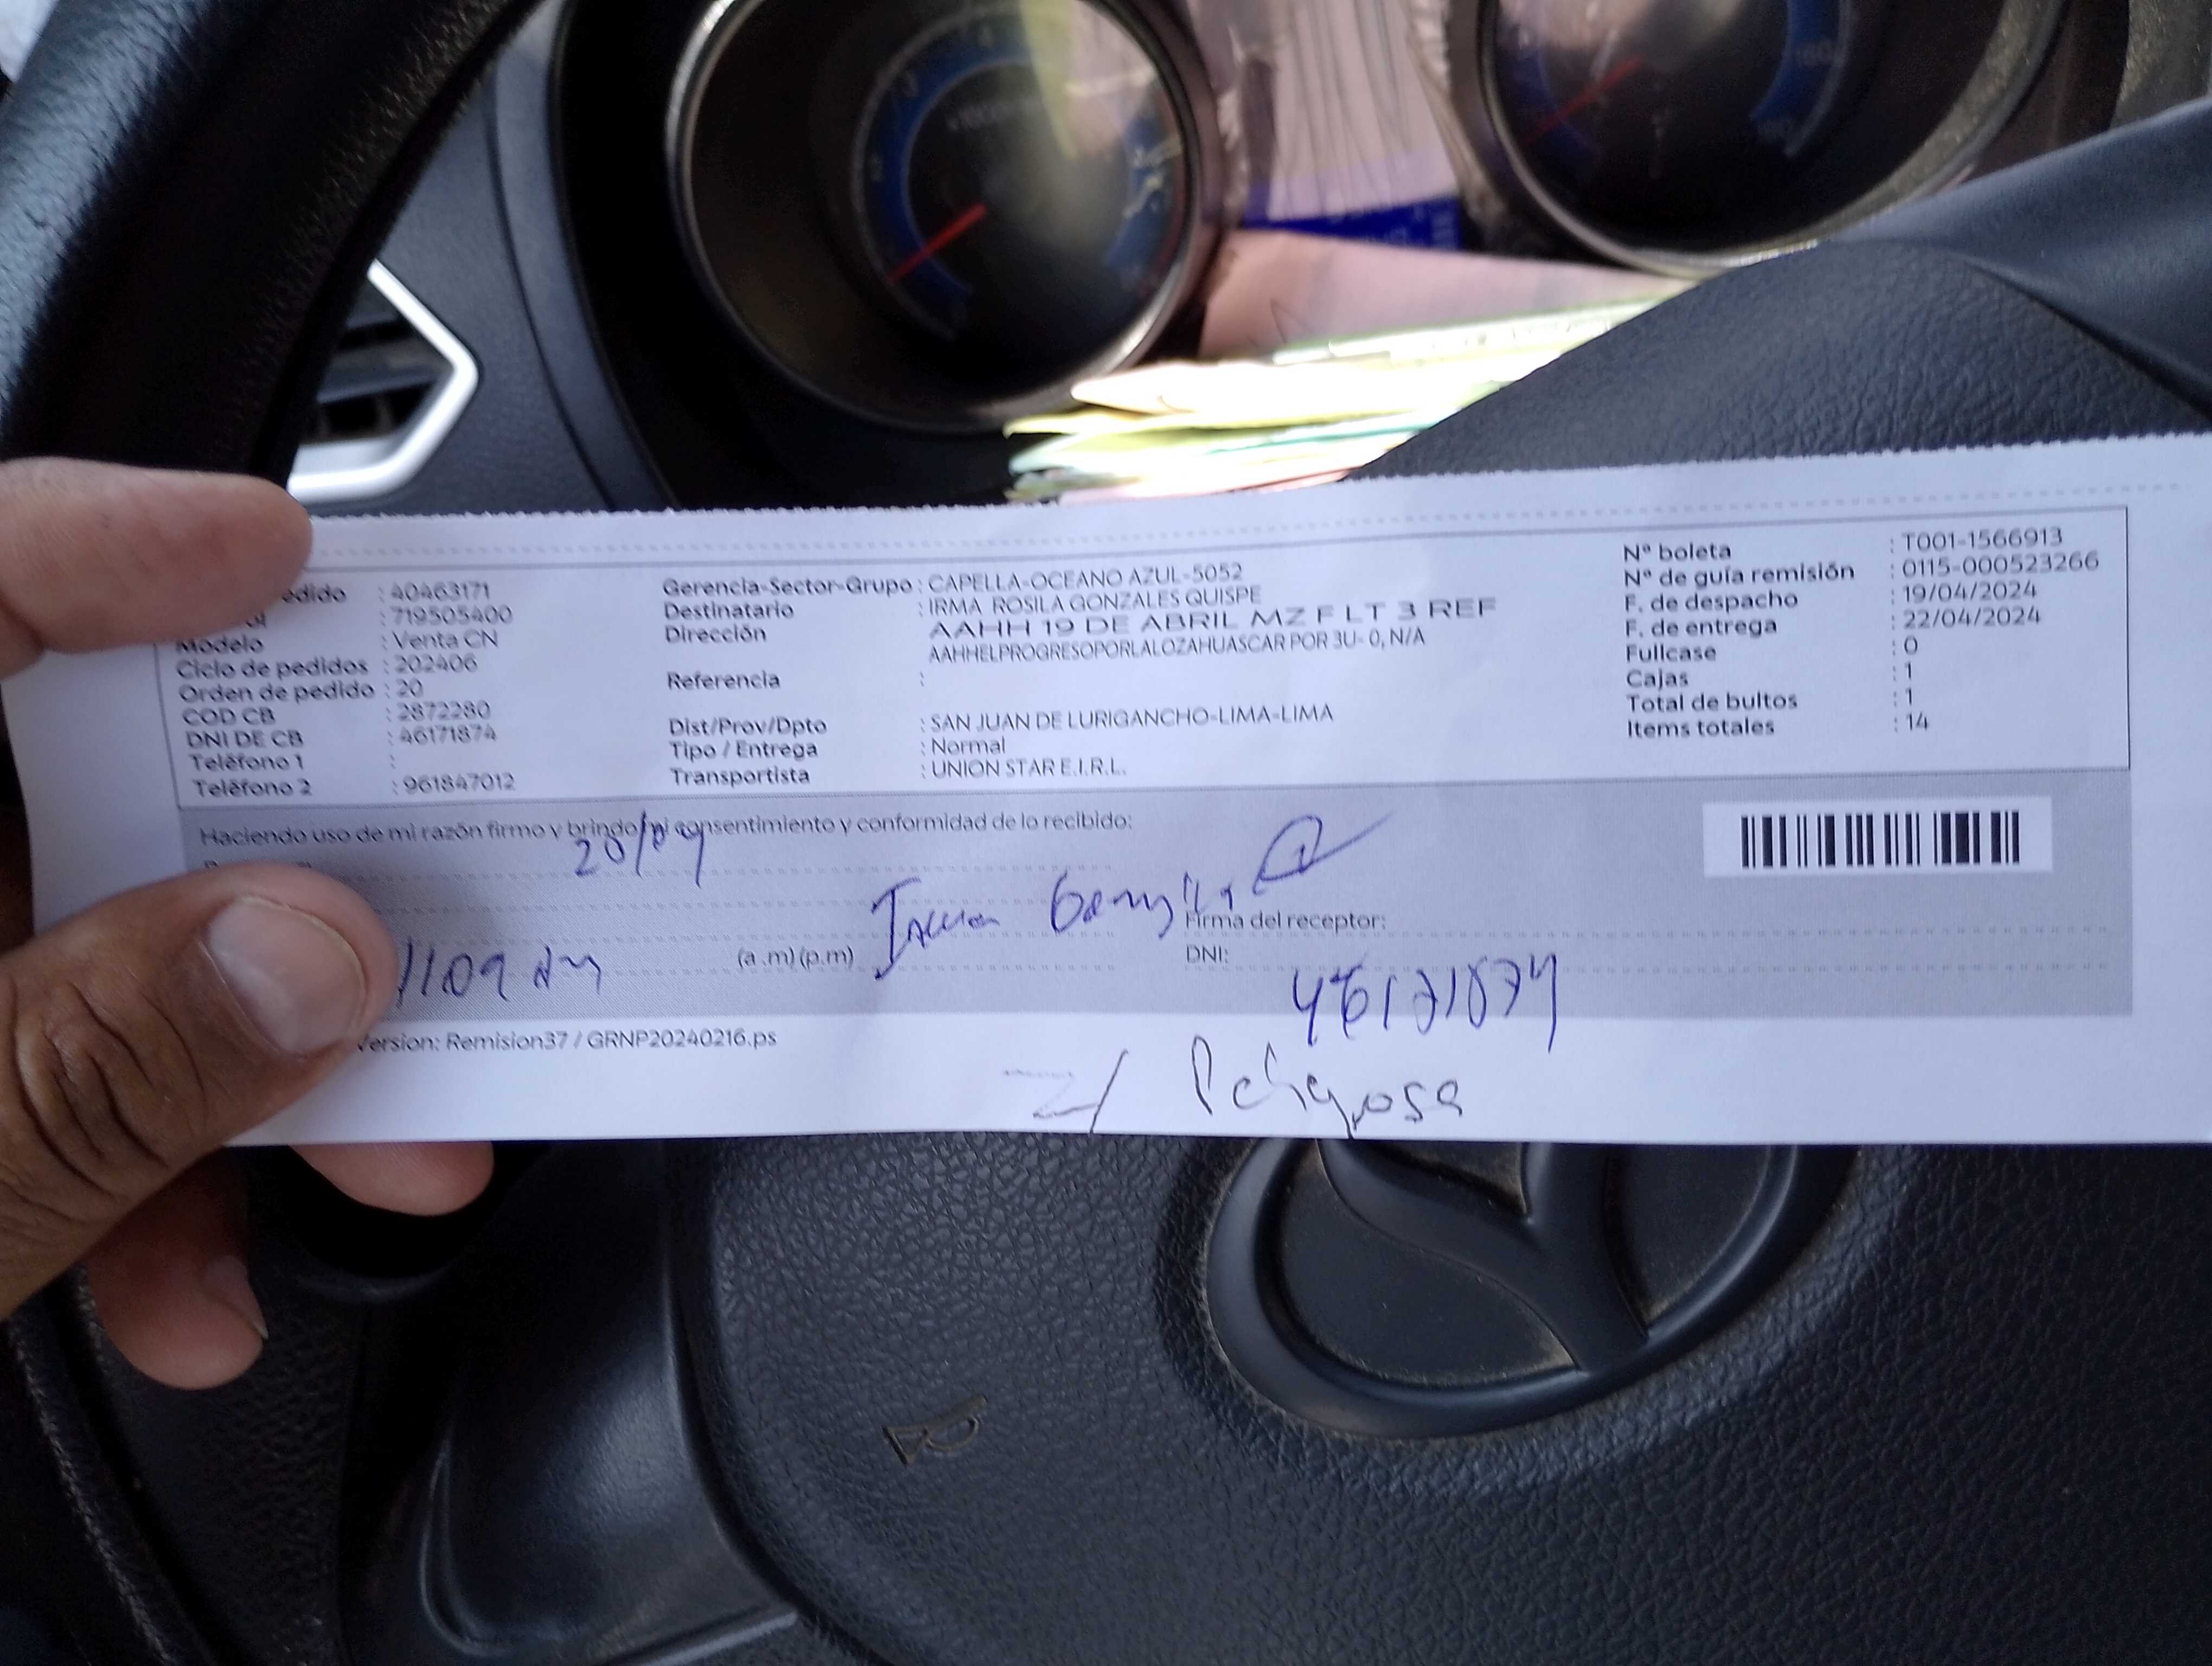 edido : 40463171
ol : 719505400
Modelo : Venta CN
Ciclo de pedidos : 202406
Orden de pedido : 20
COD CB : 2872280
DNI DE CB : 46171874
Teléfono 1 :
Teléfono 2 : 961847012
Gerencia-Sector-Grupo : CAPELLA-OCEANO AZUL-5052
Destinatario : IRMA ROSILA GONZALES QUISPE
Dirección AAHH 19 DE ABRIL MZ F LT 3 REF
AAHHELPROGRESOPORLALOZAHUASCAR POR 3U- 0, N/A
Referencia :
Dist/Prov/Dpto : SAN JUAN DE LURIGANCHO-LIMA-LIMA
Tipo / Entrega : Normal
Transportista : UNION STAR E.I.R.L.
Nº boleta : T001-1566913
Nº de guía remisión : 0115-000523266
F. de despacho : 19/04/2024
F. de entrega : 22/04/2024
Fullcase : 0
Cajas : 1
Total de bultos : 1
Items totales : 14
Haciendo uso de mi razón firmo y brindo mi consentimiento y conformidad de lo recibido:
20/04
Firma del receptor:
1109 AM (a .m) (p.m) DNI:
46171874
Version: Remision37 / GRNP20240216.ps
Z/ Peligrosa